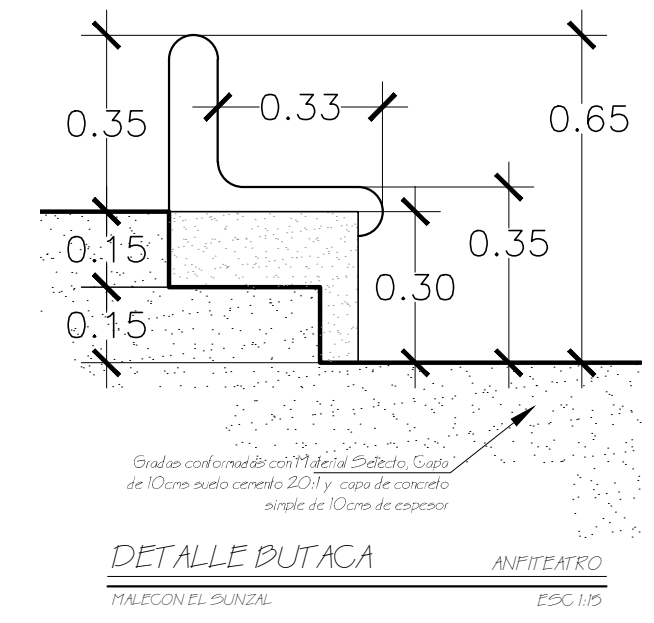 0.35
0.33
0.65
0.15
0.35
0.30
0.15
Gradas conformadas con Material Selecto, Capa
de 10cms suelo cemento 20:1 y capa de concreto
simple de 10cms de espesor
DETALLE BUTACA
ANFITEATRO
MALECON EL SUNZAL
ESC 1:15